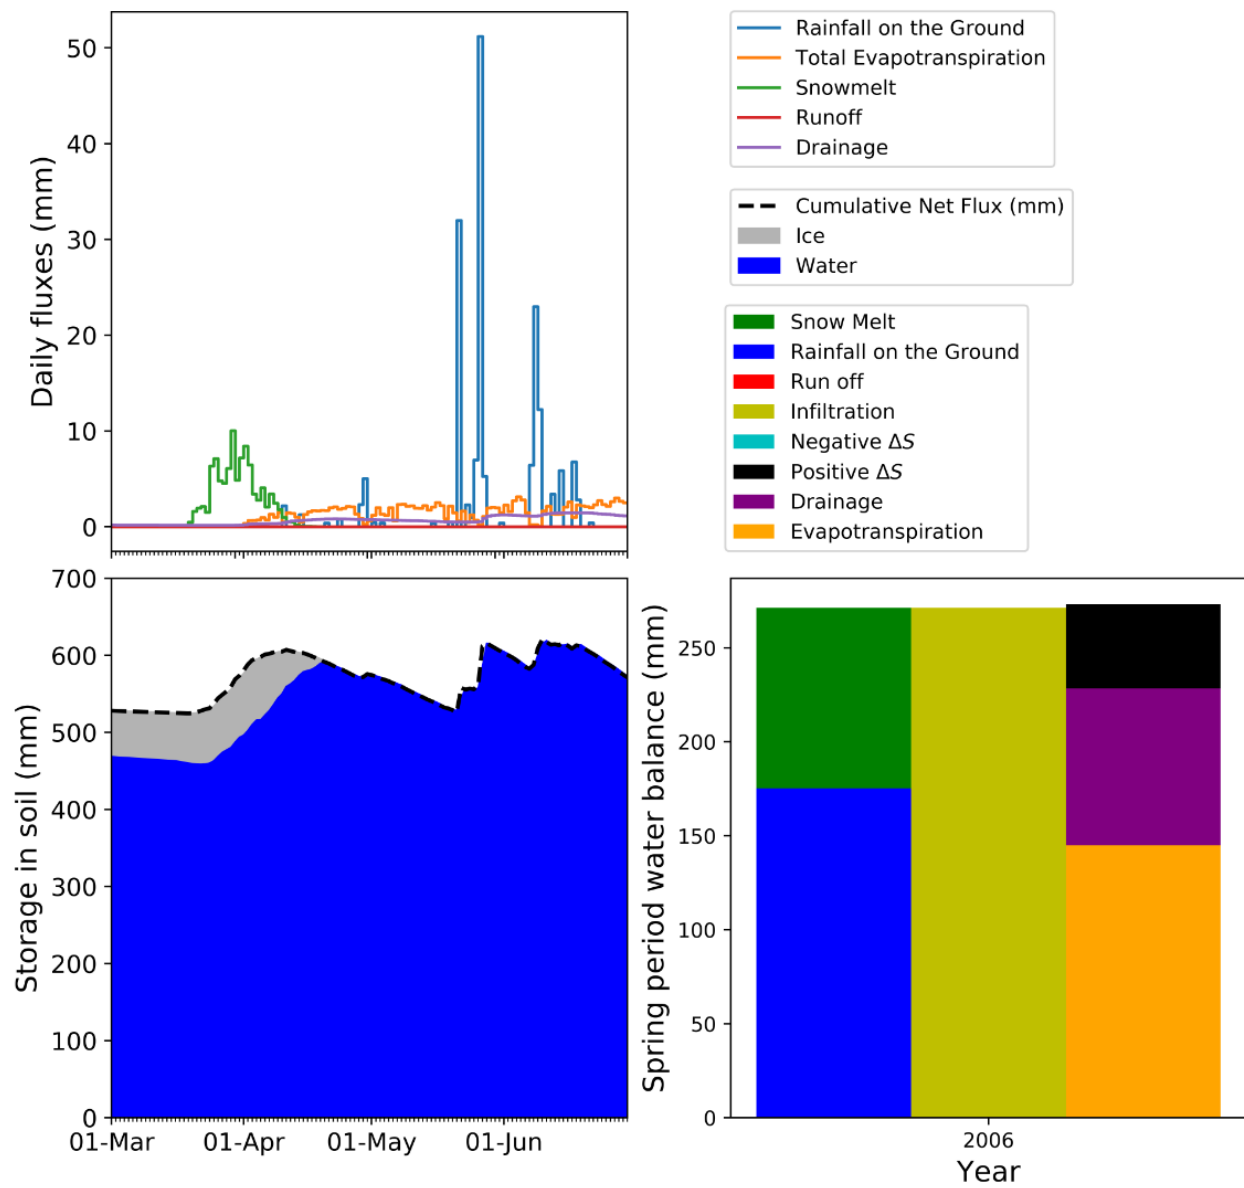 50
40
30
20
10
0
Daily fluxes (mm)
Rainfall on the Ground
Total Evapotranspiration
Snowmelt
Runoff
Drainage
Cumulative Net Flux (mm)
Ice
Water
Snow Melt
Rainfall on the Ground
Run off
Infiltration
Negative ΔS
Positive ΔS
Drainage
Evapotranspiration
700
600
500
400
300
200
100
0
Storage in soil (mm)
01-Mar
01-Apr
01-May
01-Jun
250
200
150
100
50
0
Spring period water balance (mm)
2006
Year